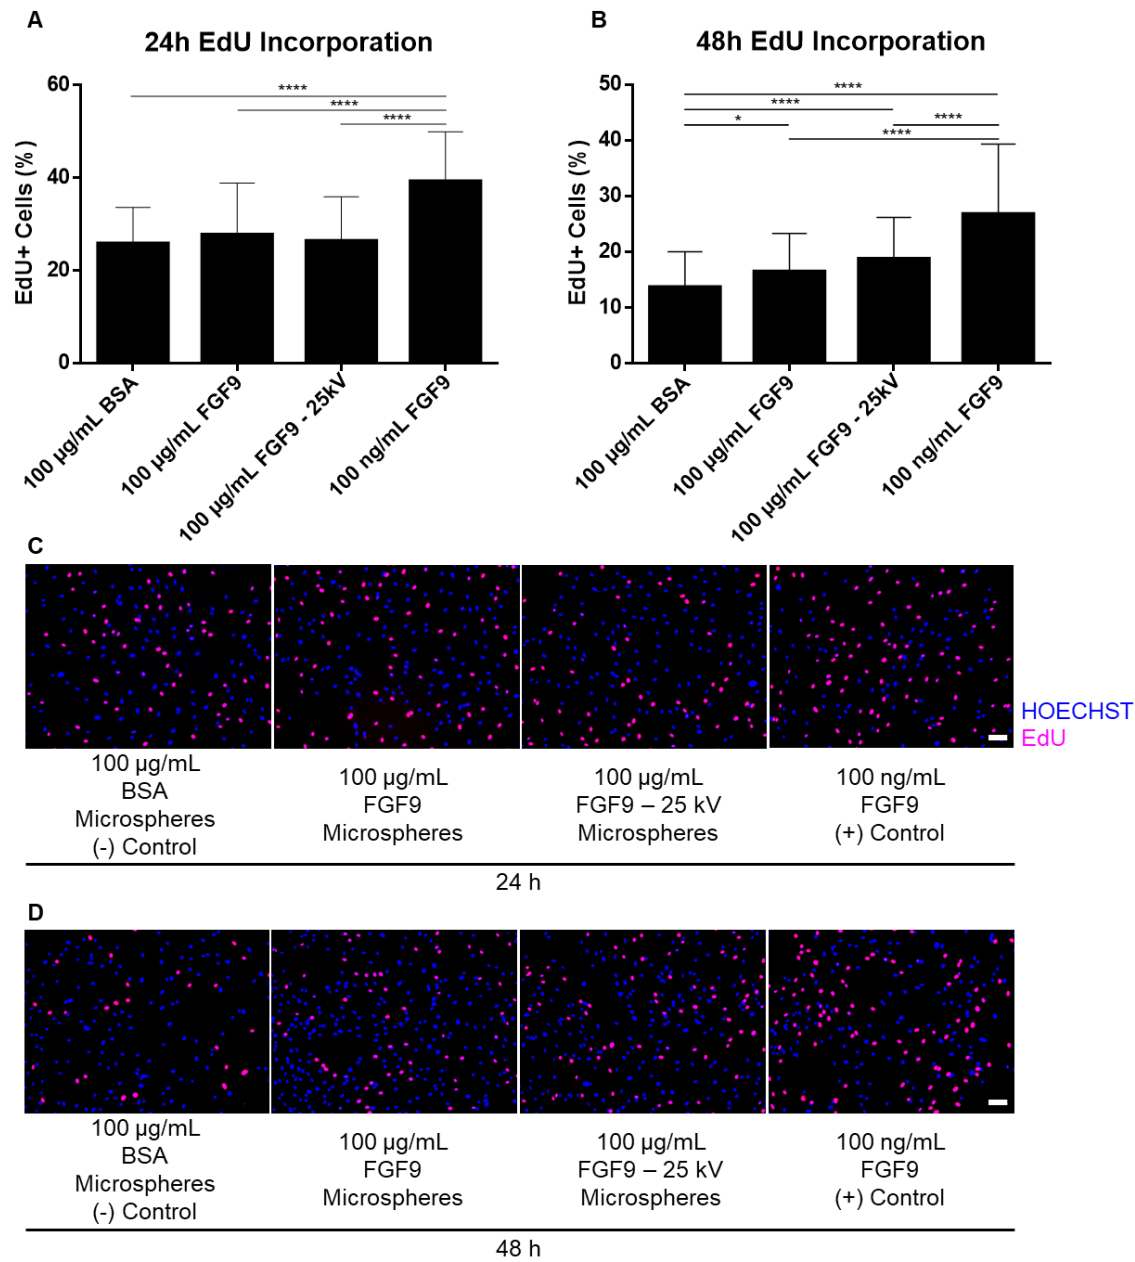 A
24h EdU Incorporation
EdU+ Cells (%)
60
40
20
0
****
****
****
100 µg/mL BSA
100 µg/mL FGF9
100 µg/mL FGF9 - 25kV
100 ng/mL FGF9
B
48h EdU Incorporation
EdU+ Cells (%)
50
40
30
20
10
0
****
****
*
****
****
100 µg/mL BSA
100 µg/mL FGF9
100 µg/mL FGF9 - 25kV
100 ng/mL FGF9
C
HOECHST
EdU
100 µg/mL
BSA
Microspheres
(-) Control
100 µg/mL
FGF9
Microspheres
100 µg/mL
FGF9 – 25 kV
Microspheres
100 ng/mL
FGF9
(+) Control
24 h
D
100 µg/mL
BSA
Microspheres
(-) Control
100 µg/mL
FGF9
Microspheres
100 µg/mL
FGF9 – 25 kV
Microspheres
100 ng/mL
FGF9
(+) Control
48 h